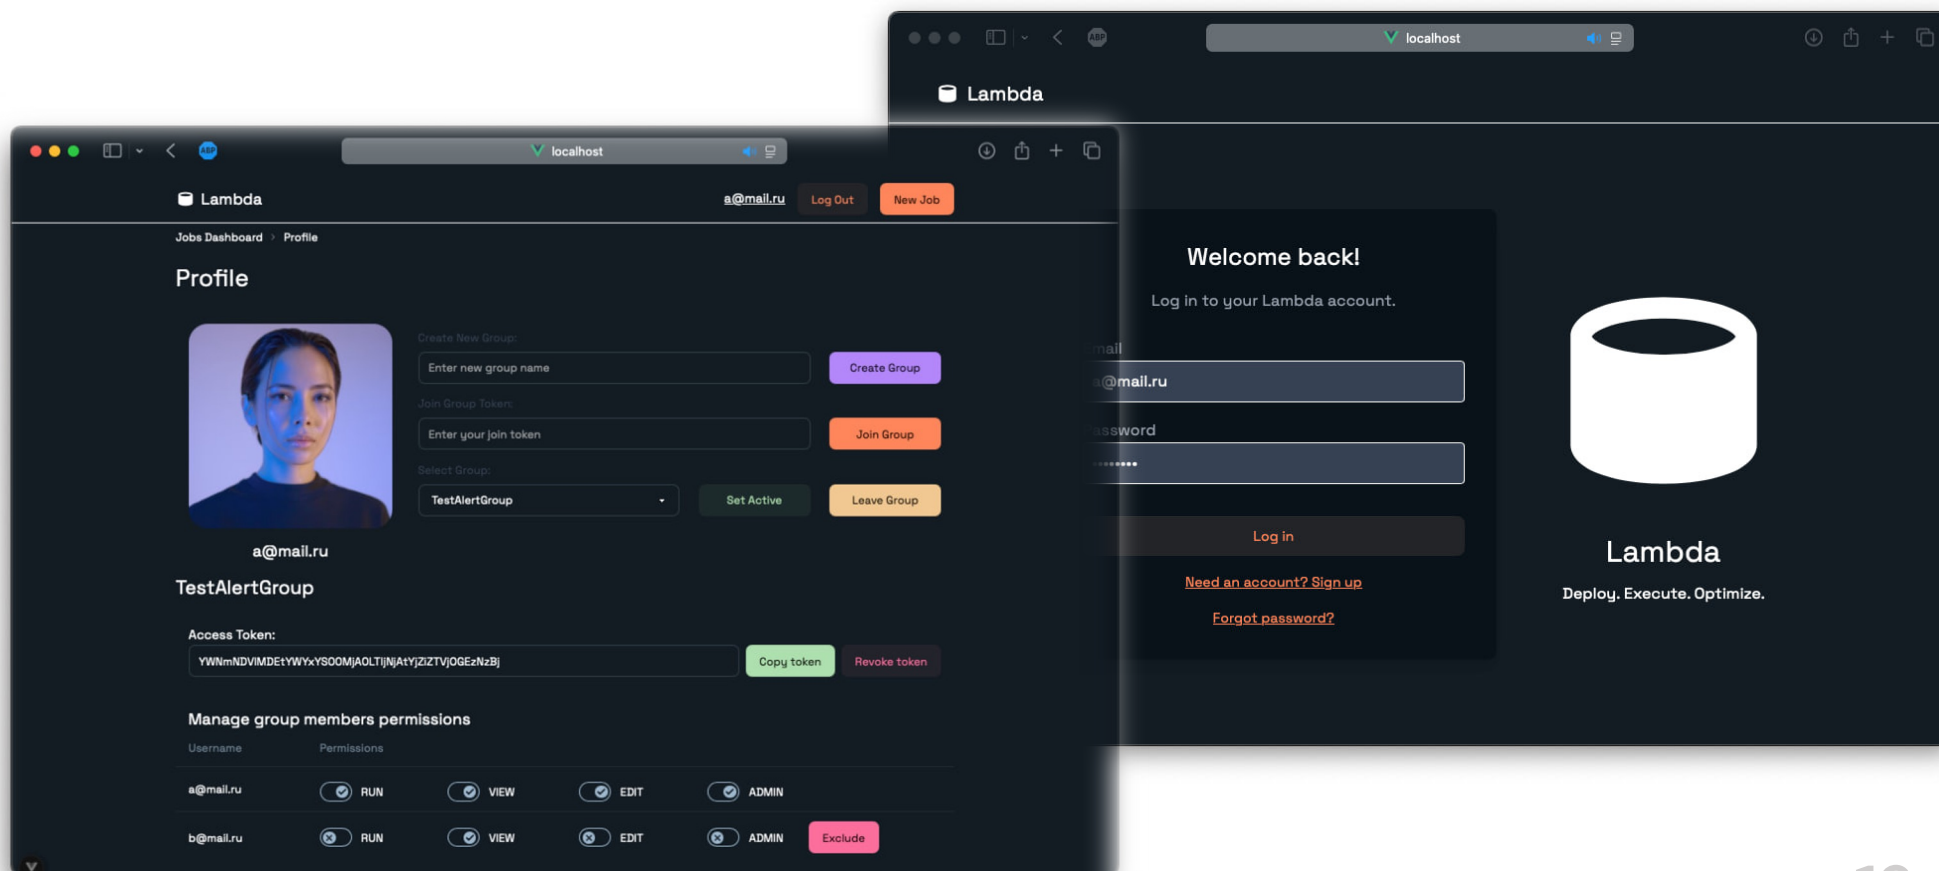 localhost
Lambda
a@mail.ru
Log Out
New Job
Jobs Dashboard > Profile
Profile
Create New Group:
Enter new group name
Create Group
Join Group Token:
Enter your join token
Join Group
Select Group:
TestAlertGroup
Set Active
Leave Group
a@mail.ru
TestAlertGroup
Access Token:
Copy token
Revoke token
Manage group members permissions
Username Permissions
a@mail.ru RUN VIEW EDIT ADMIN
b@mail.ru RUN VIEW EDIT ADMIN Exclude
ABP
localhost
Lambda
Welcome back!
Log in to your Lambda account.
a@mail.ru
Log in
Need an account? Sign up
Forgot password?
Lambda
Deploy. Execute. Optimize.